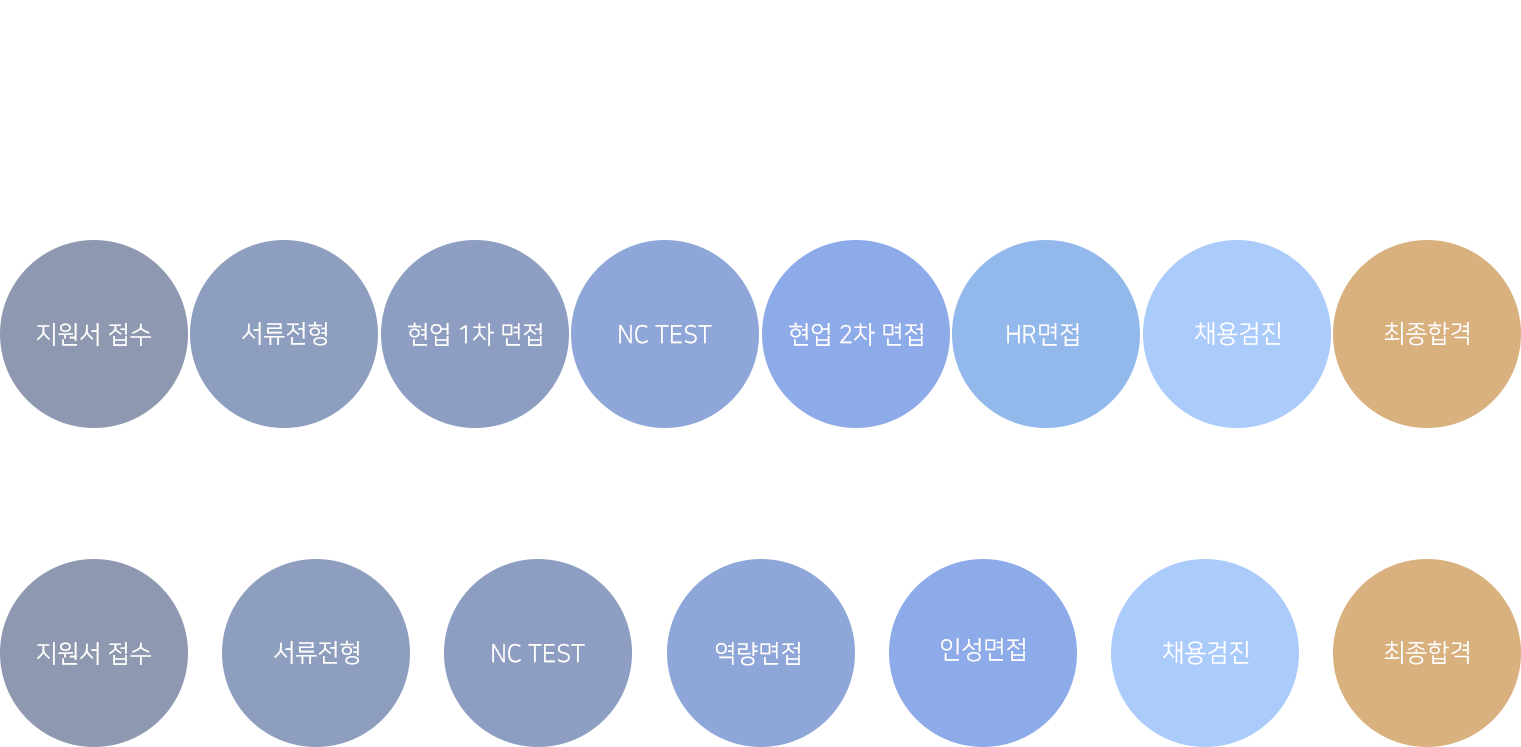 지원서 접수
서류전형
현업 1차 면접
NC TEST
현업 2차 면접
HR면접
채용검진
최종합격
지원서 접수
서류전형
NC TEST
역량면접
인성면접
채용검진
최종합격